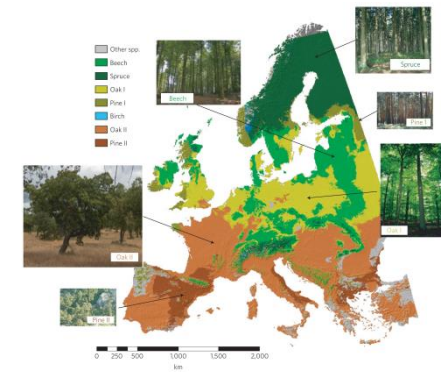 Other spp.
Beech
Spruce
Oak I
Pine I
Birch
Oak II
Pine II
Beech
Spruce
Pine I
Oak I
Oak II
Pine II
0 250 500 1,000 1,500 2,000
km